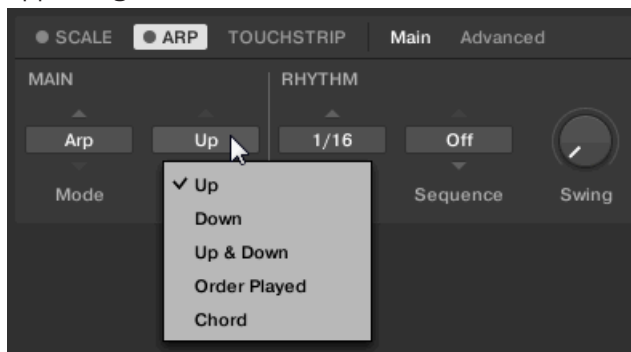 SCALE ARP TOUCHSTRIP Main Advanced
MAIN RHYTHM
Arp Up 1/16 Off
Mode Sequence Swing
Up
Down
Up & Down
Order Played
Chord